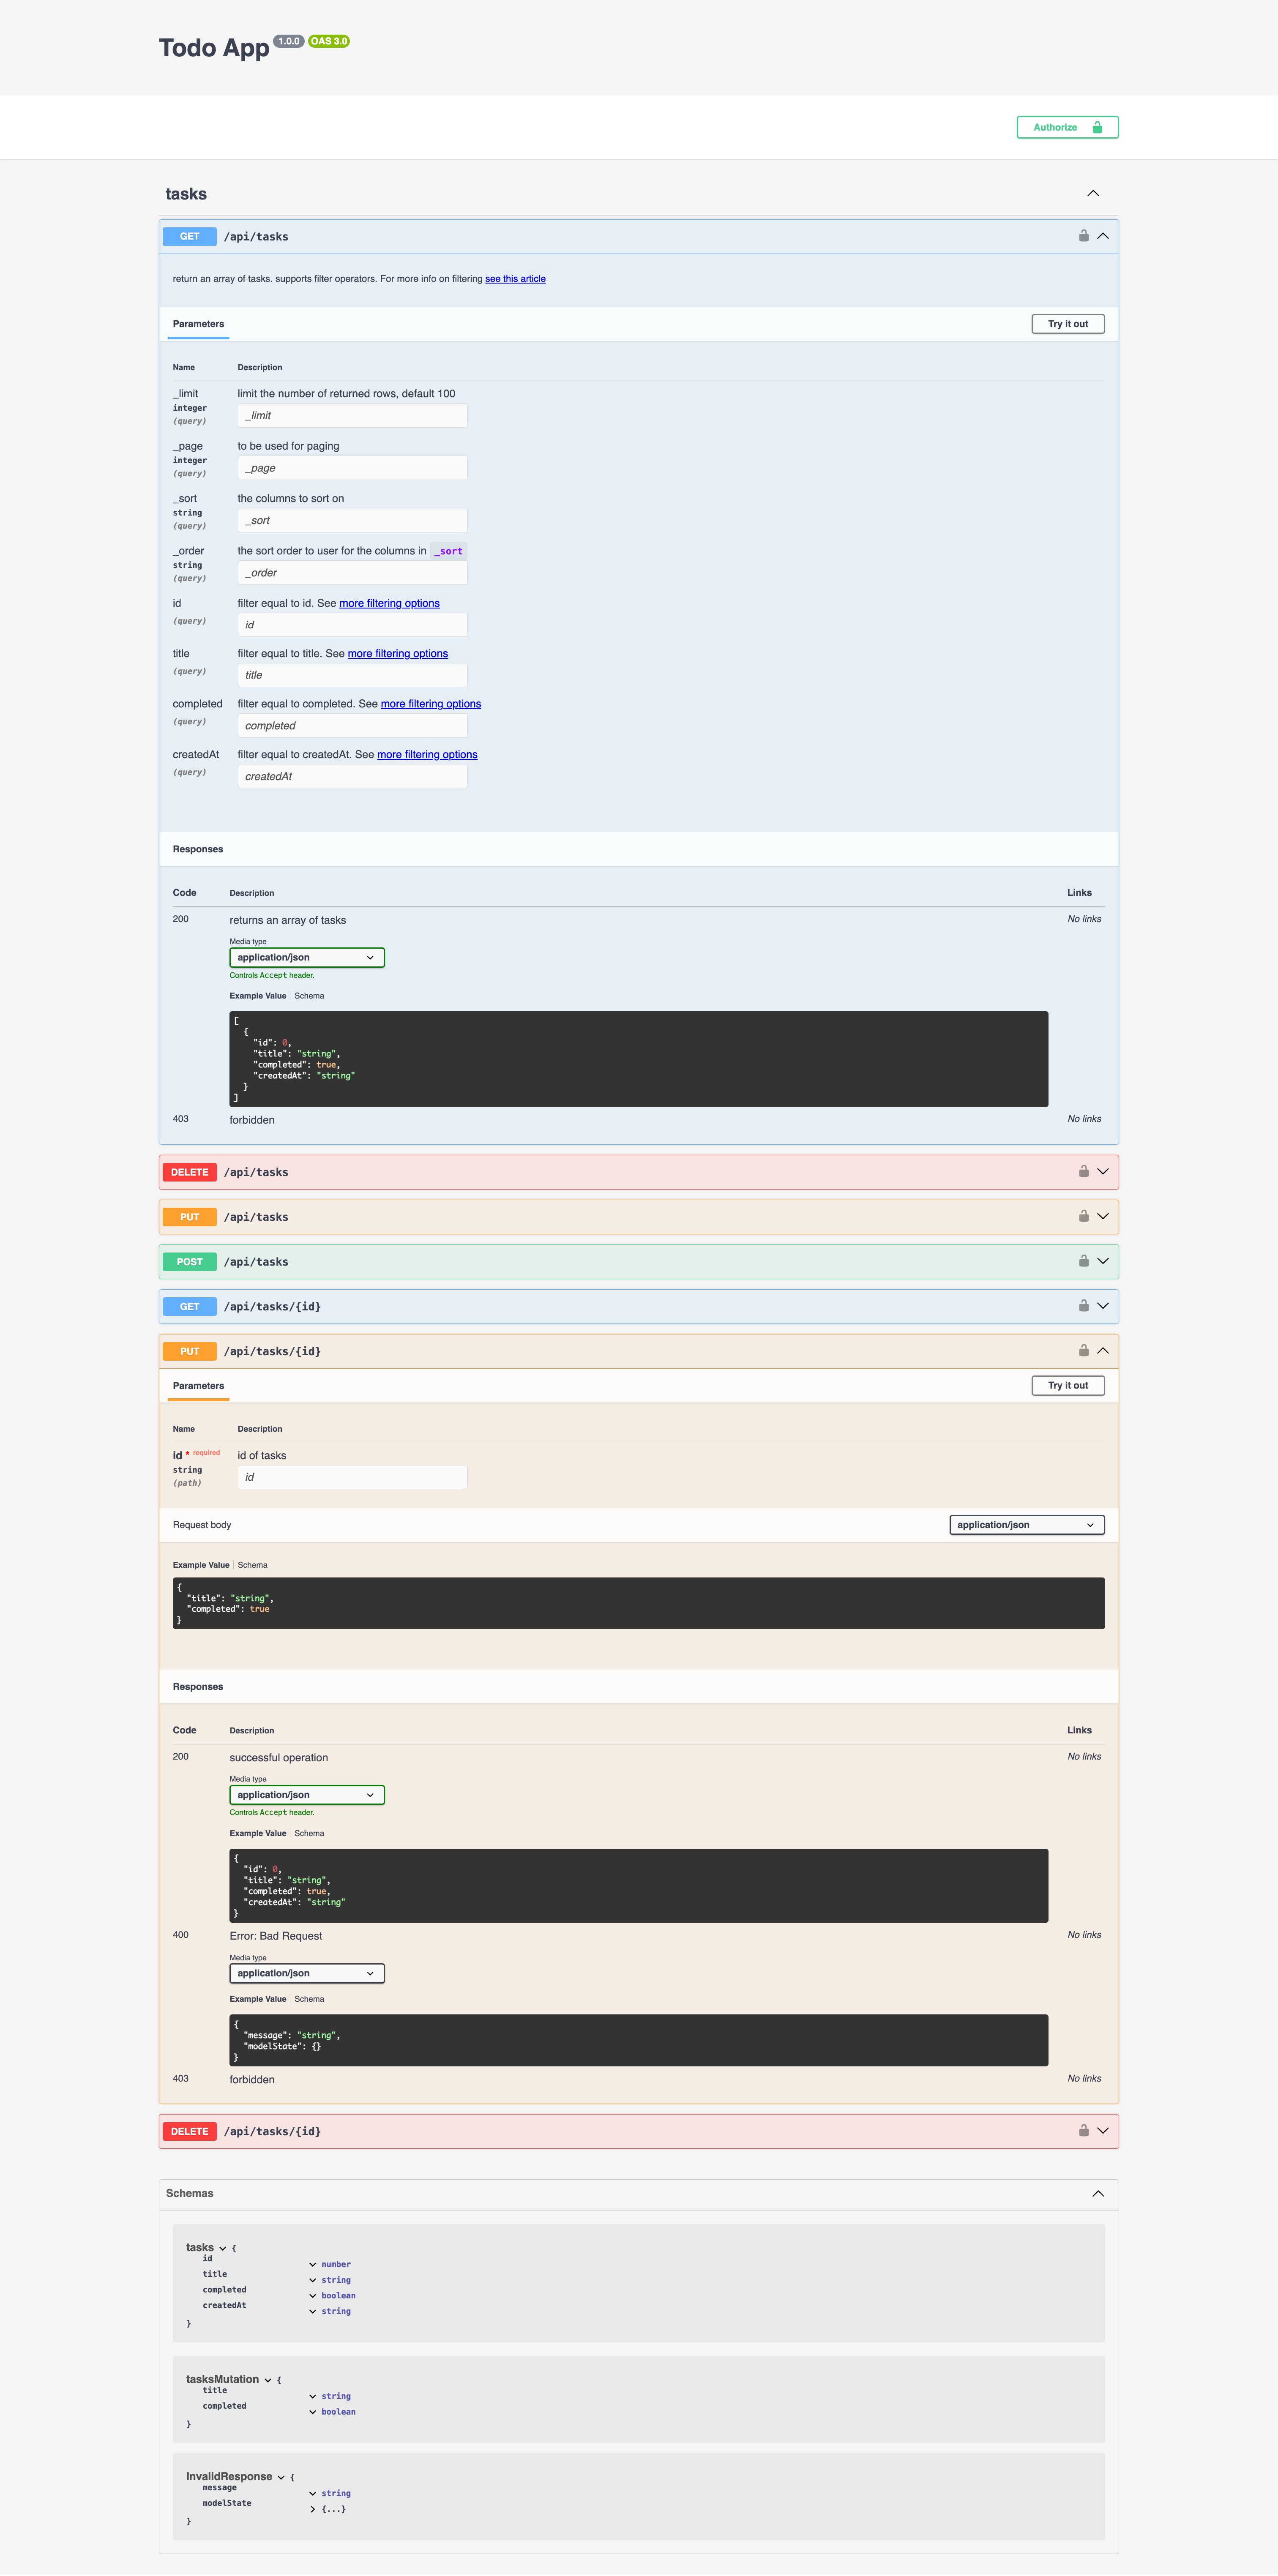 Todo App 1.0.0 OAS 3.0
Authorize
tasks
GET /api/tasks
return an array of tasks. supports filter operators. For more info on filtering see this article
Parameters Try it out
Name Description
_limit limit the number of returned rows, default 100
integer
(query) _limit
_page to be used for paging
integer
(query) _page
_sort the columns to sort on
string
(query) _sort
_order the sort order to user for the columns in _sort
string
(query) _order
id filter equal to id. See more filtering options
(query) id
title filter equal to title. See more filtering options
(query) title
completed filter equal to completed. See more filtering options
(query) completed
createdAt filter equal to createdAt. See more filtering options
(query) createdAt
Responses
Code Description Links
200 returns an array of tasks No links
Media type
application/json
Controls Accept header.
Example Value Schema
[
{
"id": 0,
"title": "string",
"completed": true,
"createdAt": "string"
}
]
403 forbidden No links
DELETE /api/tasks
PUT /api/tasks
POST /api/tasks
GET /api/tasks/{id}
PUT /api/tasks/{id}
Parameters Try it out
Name Description
id * required id of tasks
string
(path) id
Request body application/json
Example Value Schema
{
"title": "string",
"completed": true
}
Responses
Code Description Links
200 successful operation No links
Media type
application/json
Controls Accept header.
Example Value Schema
{
"id": 0,
"title": "string",
"completed": true,
"createdAt": "string"
}
400 Error: Bad Request No links
Media type
application/json
Example Value Schema
{
"message": "string",
"modelState": {}
}
403 forbidden No links
DELETE /api/tasks/{id}
Schemas
tasks {
id number
title string
completed boolean
createdAt string
}
tasksMutation {
title string
completed boolean
}
InvalidResponse {
message string
modelState {...}
}